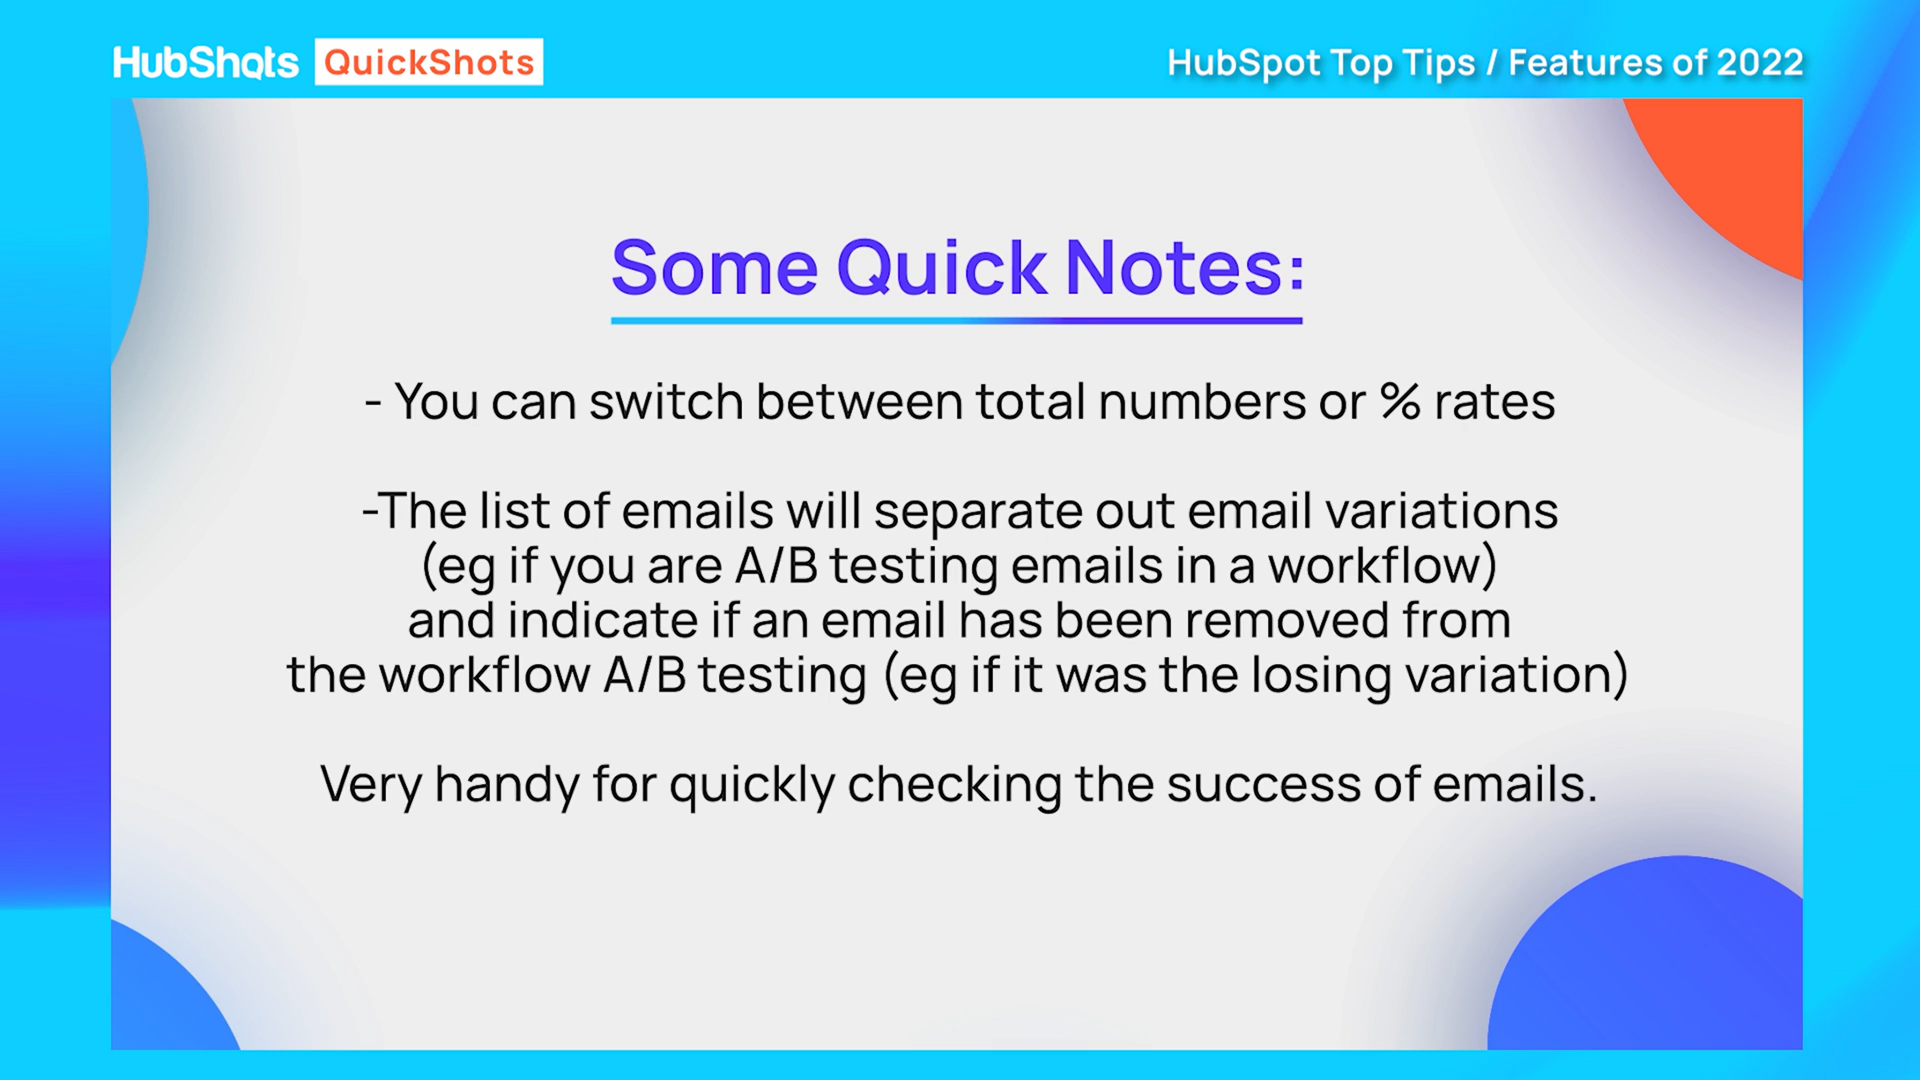 HubShots QuickShots
HubSpot Top Tips / Features of 2022
Some Quick Notes:
- You can switch between total numbers or % rates
-The list of emails will separate out email variations
(eg if you are A/B testing emails in a workflow)
and indicate if an email has been removed from
the workflow A/B testing (eg if it was the losing variation)
Very handy for quickly checking the success of emails.